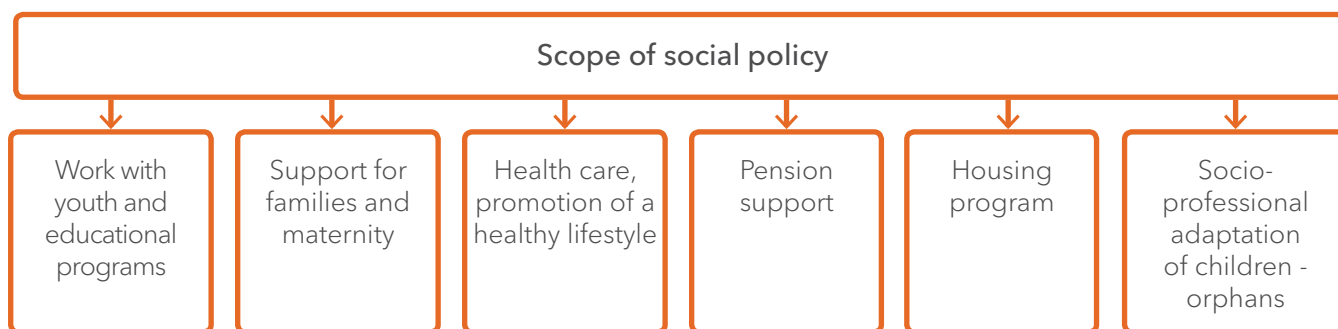 Scope of social policy
Work with
youth and
educational
programs
Support for
families and
maternity
Health care,
promotion of a
healthy lifestyle
Pension
support
Housing
program
Socio-
professional
adaptation
of children -
orphans